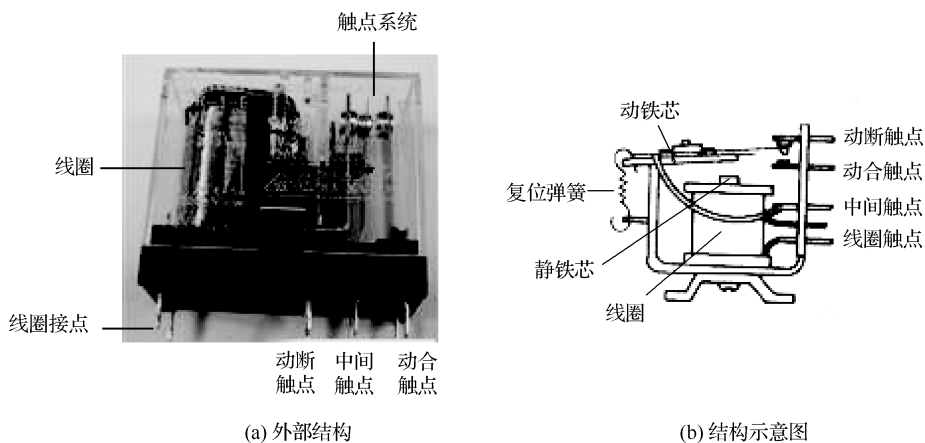 触点系统
线圈
线圈接点
动断
触点
中间
触点
动合
触点
(a) 外部结构
动铁芯
动断触点
动合触点
复位弹簧
中间触点
线圈触点
静铁芯
线圈
(b) 结构示意图